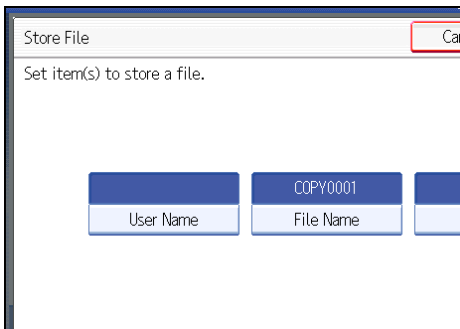 Store File
Set item(s) to store a file.
COPY0001
User Name
File Name